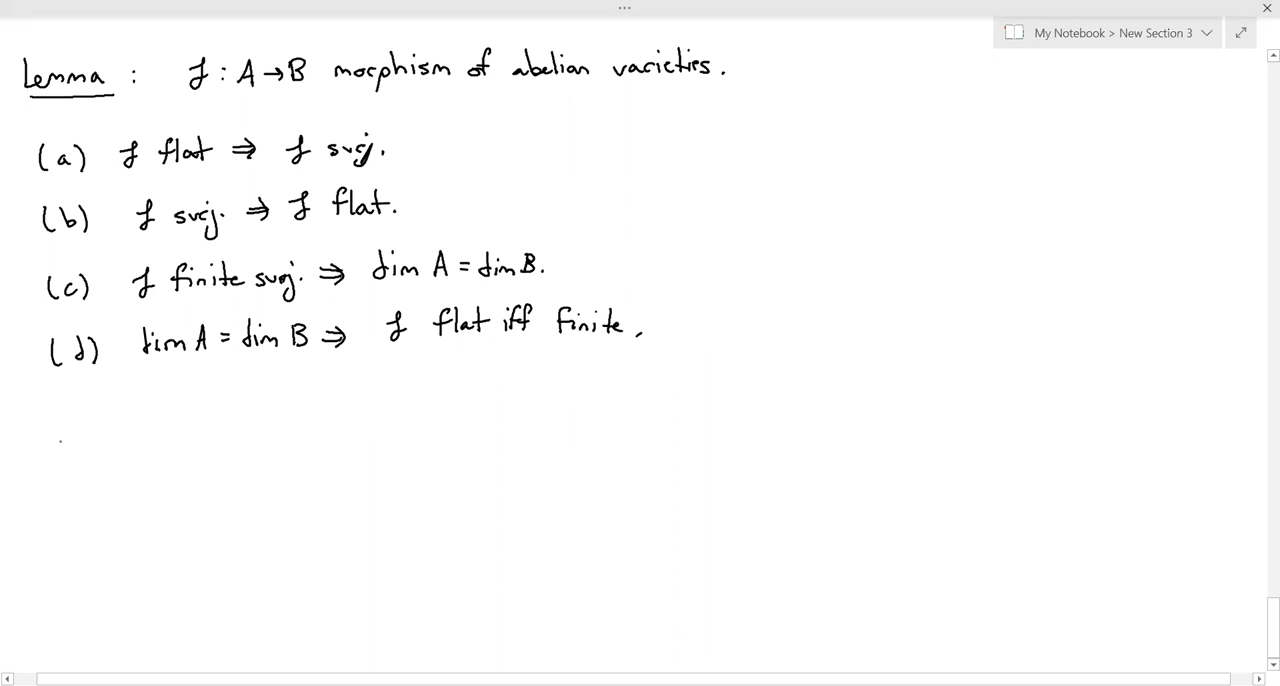 My Notebook > New Section 3
Lemma : f : A → B morphism of abelian varieties.
(a) f flat ⇒ f surj.
(b) f surj. ⇒ f flat.
(c) f finite surj. ⇒ dim A = dim B.
(d) dim A = dim B ⇒ f flat iff finite.